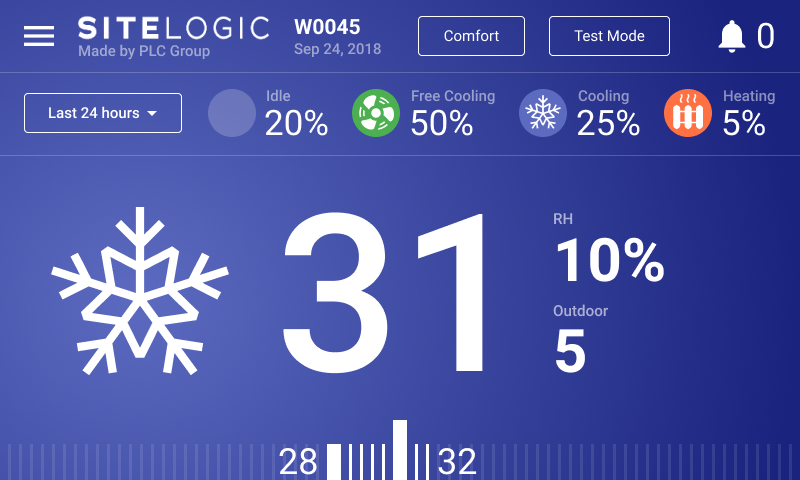 SITELOGIC
Made by PLC Group
W0045
Sep 24, 2018
Comfort
Test Mode
0
Last 24 hours
Idle
20%
Free Cooling
50%
Cooling
25%
Heating
5%
31
RH
10%
Outdoor
5
28
32